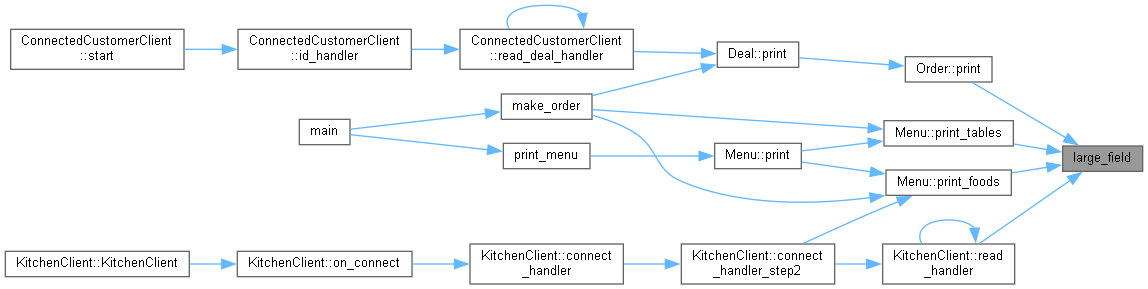 ConnectedCustomerClient
::start
ConnectedCustomerClient
::id_handler
ConnectedCustomerClient
::read_deal_handler
Deal::print
Order::print
make_order
main
print_menu
Menu::print
Menu::print_tables
Menu::print_foods
large_field
KitchenClient::KitchenClient
KitchenClient::on_connect
KitchenClient::connect
_handler
KitchenClient::connect
_handler_step2
KitchenClient::read
_handler